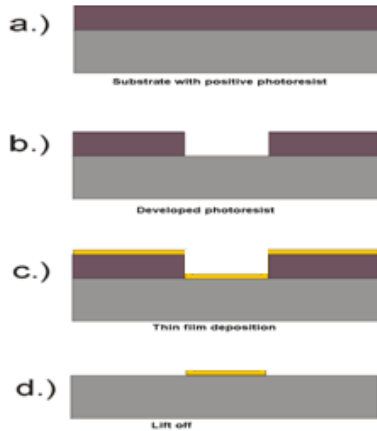 a.)
Substrate with positive photoresist
b.)
Developed photoresist
c.)
Thin film deposition
d.)
Lift off